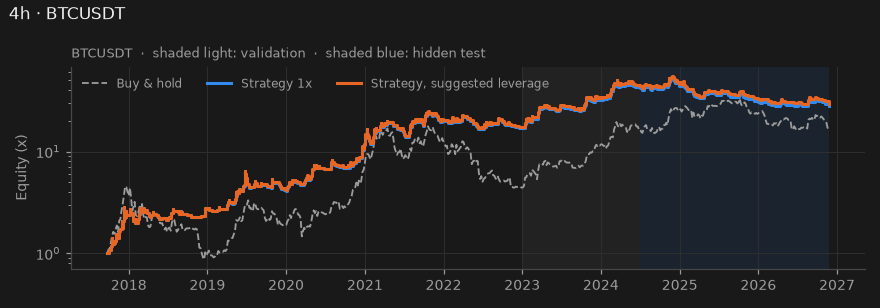 4h · BTCUSDT
BTCUSDT · shaded light: validation · shaded blue: hidden test
Buy & hold Strategy 1x Strategy, suggested leverage
Equity (x)
10¹
10⁰
2018 2019 2020 2021 2022 2023 2024 2025 2026 2027